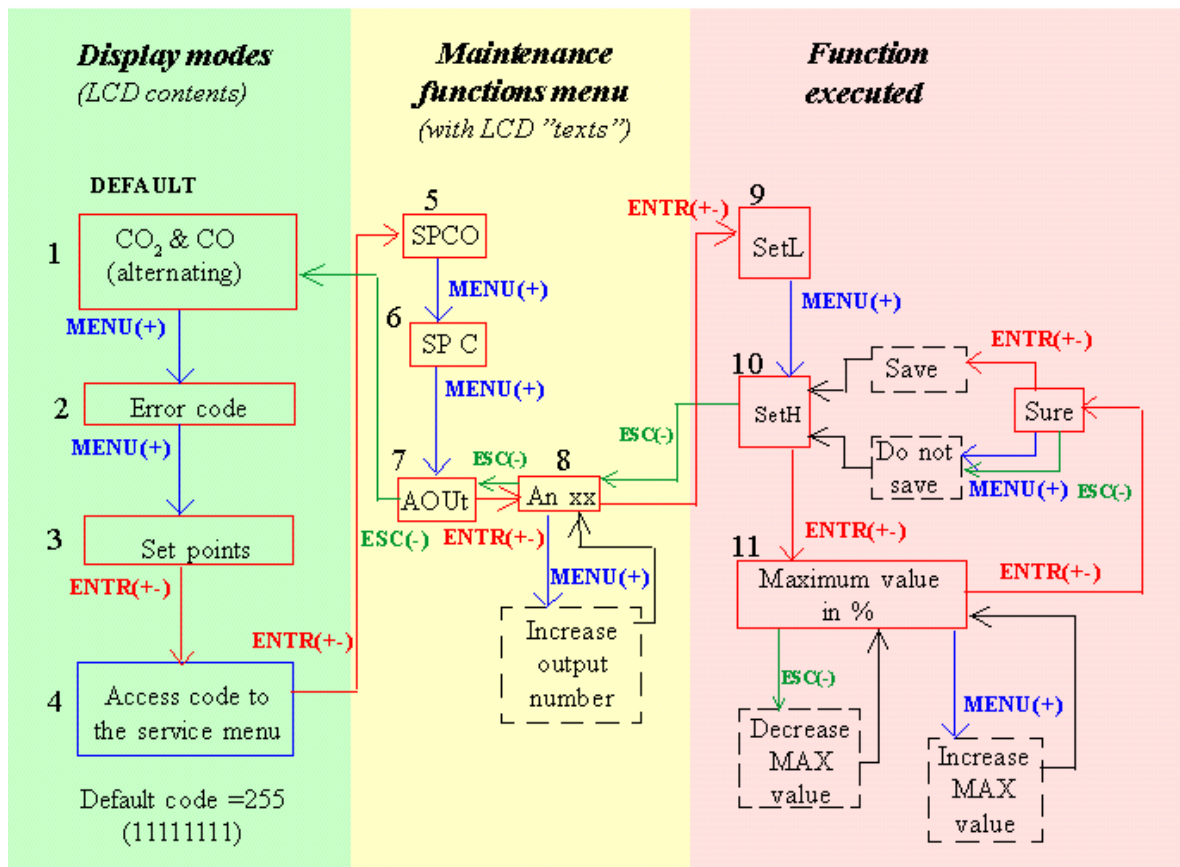 Display modes
(LCD contents)
DEFAULT
1
CO₂ & CO
(alternating)
MENU(+)
2
Error code
MENU(+)
3
Set points
ENTR(+-)
4
Access code to
the service menu
Default code =255
(11111111)
ENTR(+-)
Maintenance
functions menu
(with LCD "texts")
5
SPCO
MENU(+)
6
SP C
MENU(+)
7
AOUt
ESC(-)
ESC(-)
ENTR(+-)
8
An xx
MENU(+)
Increase
output
number
Function
executed
ENTR(+-)
9
SetL
MENU(+)
10
SetH
ESC(-)
Save
ENTR(+-)
Sure
Do not
save
MENU(+)
ESC(-)
ENTR(+-)
11
Maximum value
in %
ENTR(+-)
ESC(-)
Decrease
MAX
value
MENU(+)
Increase
MAX
value